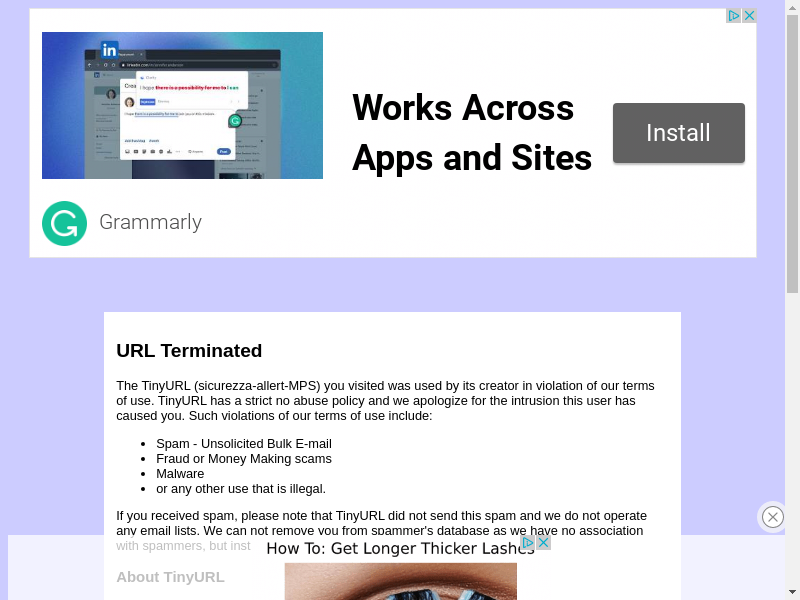 Works Across
Apps and Sites
Install
Grammarly
URL Terminated
The TinyURL (sicurezza-allert-MPS) you visited was used by its creator in violation of our terms
of use. TinyURL has a strict no abuse policy and we apologize for the intrusion this user has
caused you. Such violations of our terms of use include:
Spam - Unsolicited Bulk E-mail
Fraud or Money Making scams
Malware
or any other use that is illegal.
If you received spam, please note that TinyURL did not send this spam and we do not operate
any email lists. We can not remove you from spammer's database as we have no association
with spammers, but inst
How To: Get Longer Thicker Lashes
About TinyURL